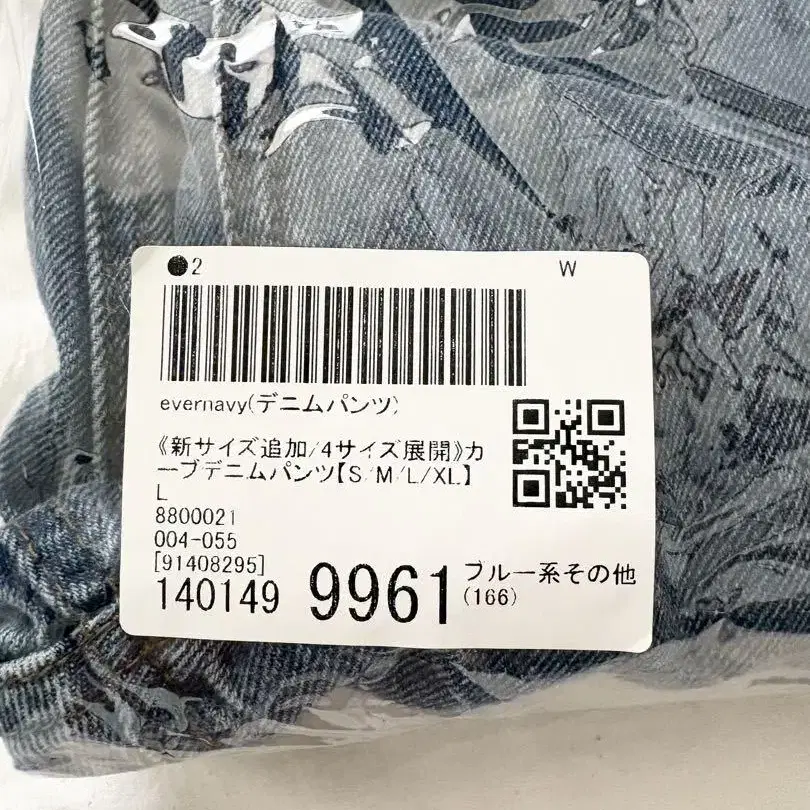 ●2 W
evernavy(デニムパンツ)
《新サイズ追加/4サイズ展開》カ
ーブデニムパンツ【S/M/L/XL】
L
8800021
004-055
[91408295]
140149 9961 ブルー系その他
(166)